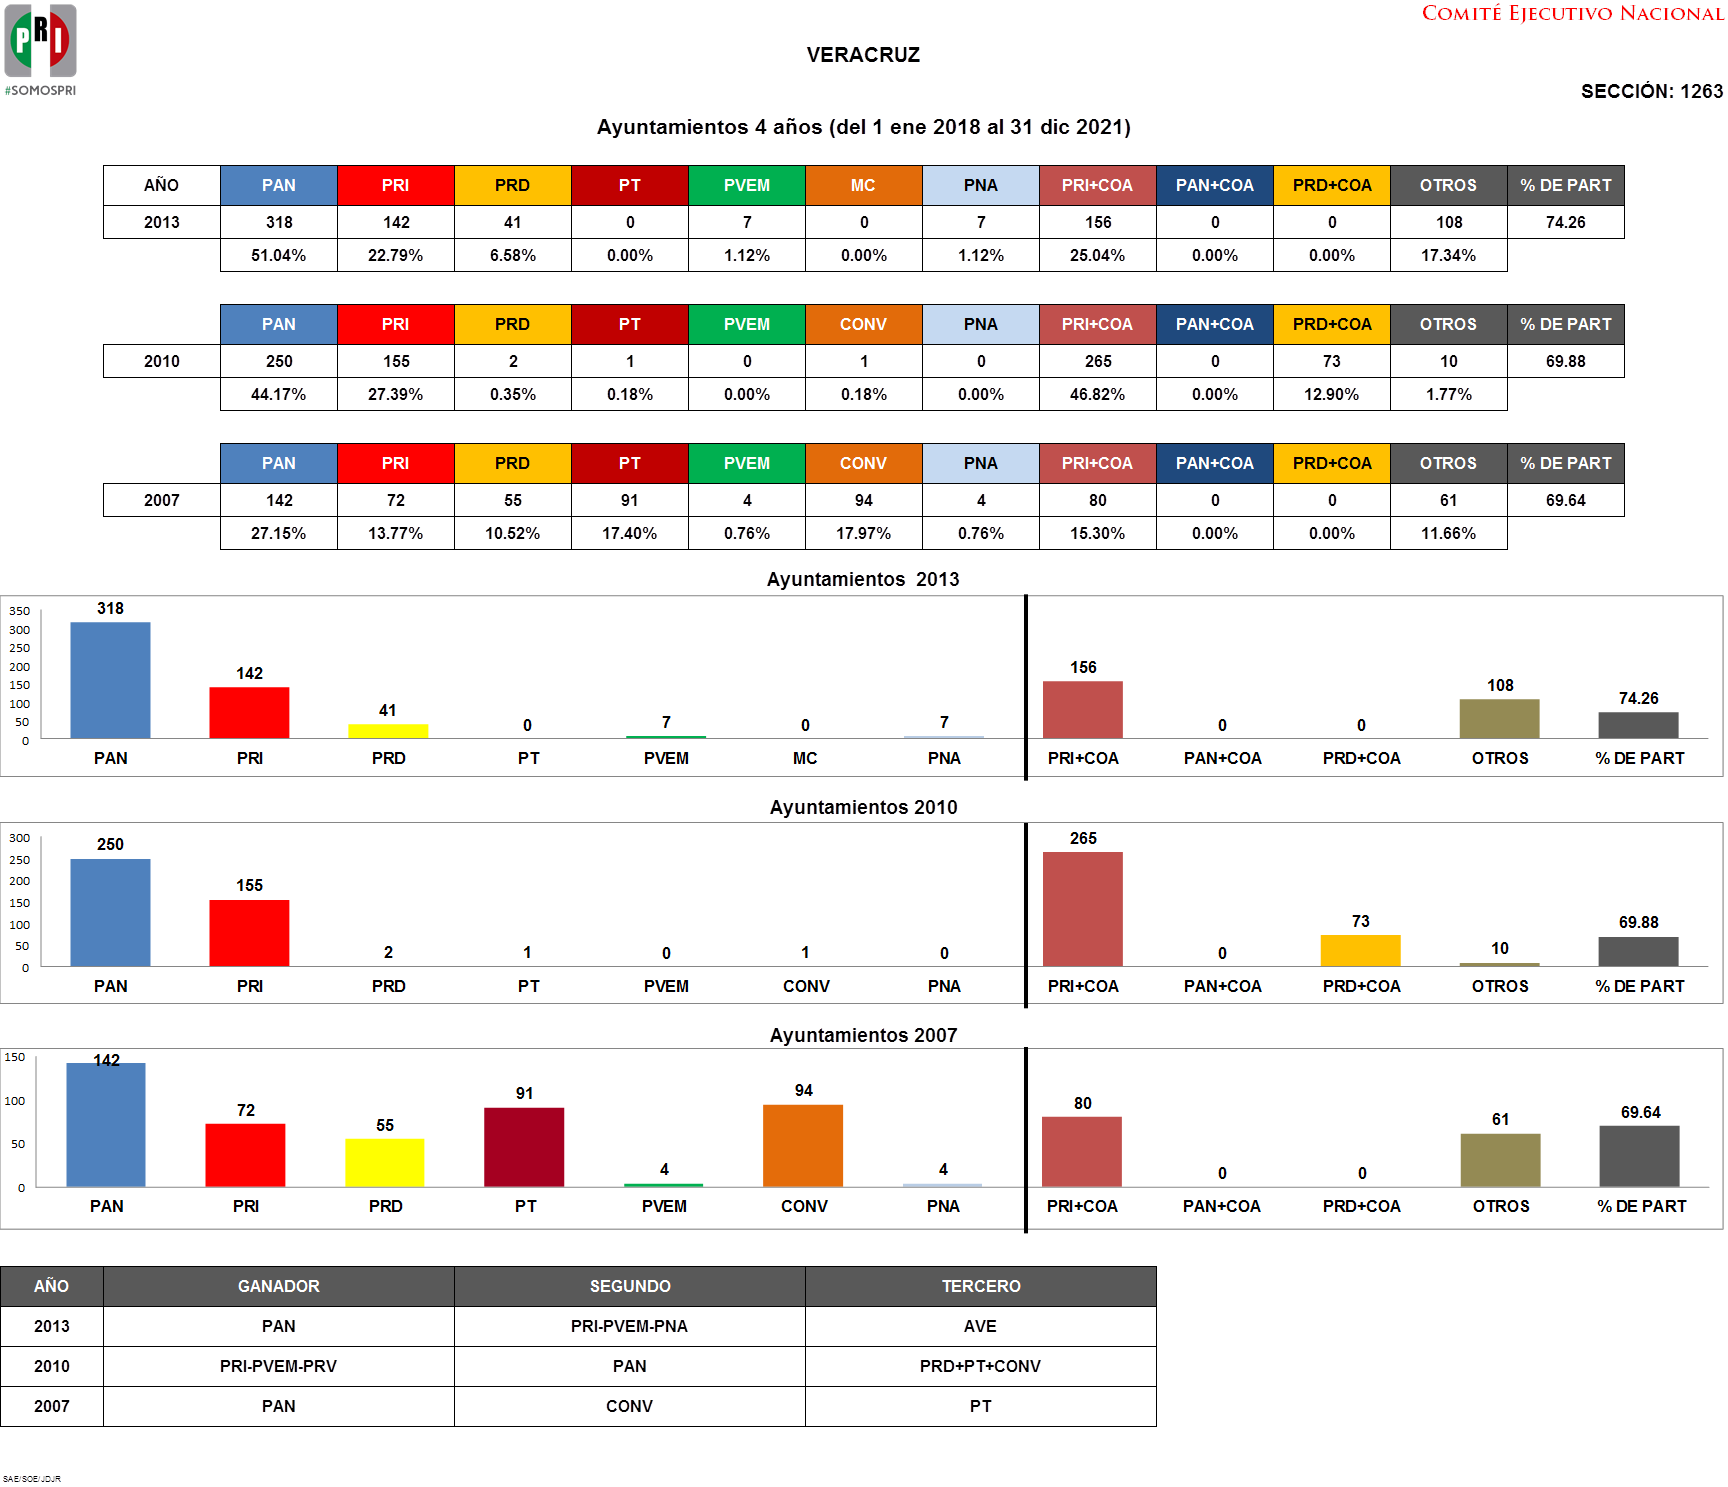 PRI
#SOMOSPRI
COMITÉ EJECUTIVO NACIONAL
VERACRUZ
SECCIÓN: 1263
Ayuntamientos 4 años (del 1 ene 2018 al 31 dic 2021)
AÑO PAN PRI PRD PT PVEM MC PNA PRI+COA PAN+COA PRD+COA OTROS % DE PART
2013 318 142 41 0 7 0 7 156 0 0 108 74.26
51.04% 22.79% 6.58% 0.00% 1.12% 0.00% 1.12% 25.04% 0.00% 0.00% 17.34%
PAN PRI PRD PT PVEM CONV PNA PRI+COA PAN+COA PRD+COA OTROS % DE PART
2010 250 155 2 1 0 1 0 265 0 73 10 69.88
44.17% 27.39% 0.35% 0.18% 0.00% 0.18% 0.00% 46.82% 0.00% 12.90% 1.77%
PAN PRI PRD PT PVEM CONV PNA PRI+COA PAN+COA PRD+COA OTROS % DE PART
2007 142 72 55 91 4 94 4 80 0 0 61 69.64
27.15% 13.77% 10.52% 17.40% 0.76% 17.97% 0.76% 15.30% 0.00% 0.00% 11.66%
Ayuntamientos 2013
350
300
250
200
150
100
50
0
318 142 41 0 7 0 7 156 0 0 108 74.26
PAN PRI PRD PT PVEM MC PNA PRI+COA PAN+COA PRD+COA OTROS % DE PART
Ayuntamientos 2010
300
250
200
150
100
50
0
250 155 2 1 0 1 0 265 0 73 10 69.88
PAN PRI PRD PT PVEM CONV PNA PRI+COA PAN+COA PRD+COA OTROS % DE PART
Ayuntamientos 2007
150
100
50
0
142 72 55 91 4 94 4 80 0 0 61 69.64
PAN PRI PRD PT PVEM CONV PNA PRI+COA PAN+COA PRD+COA OTROS % DE PART
AÑO GANADOR SEGUNDO TERCERO
2013 PAN PRI-PVEM-PNA AVE
2010 PRI-PVEM-PRV PAN PRD+PT+CONV
2007 PAN CONV PT
SAE/SOE/JDJR